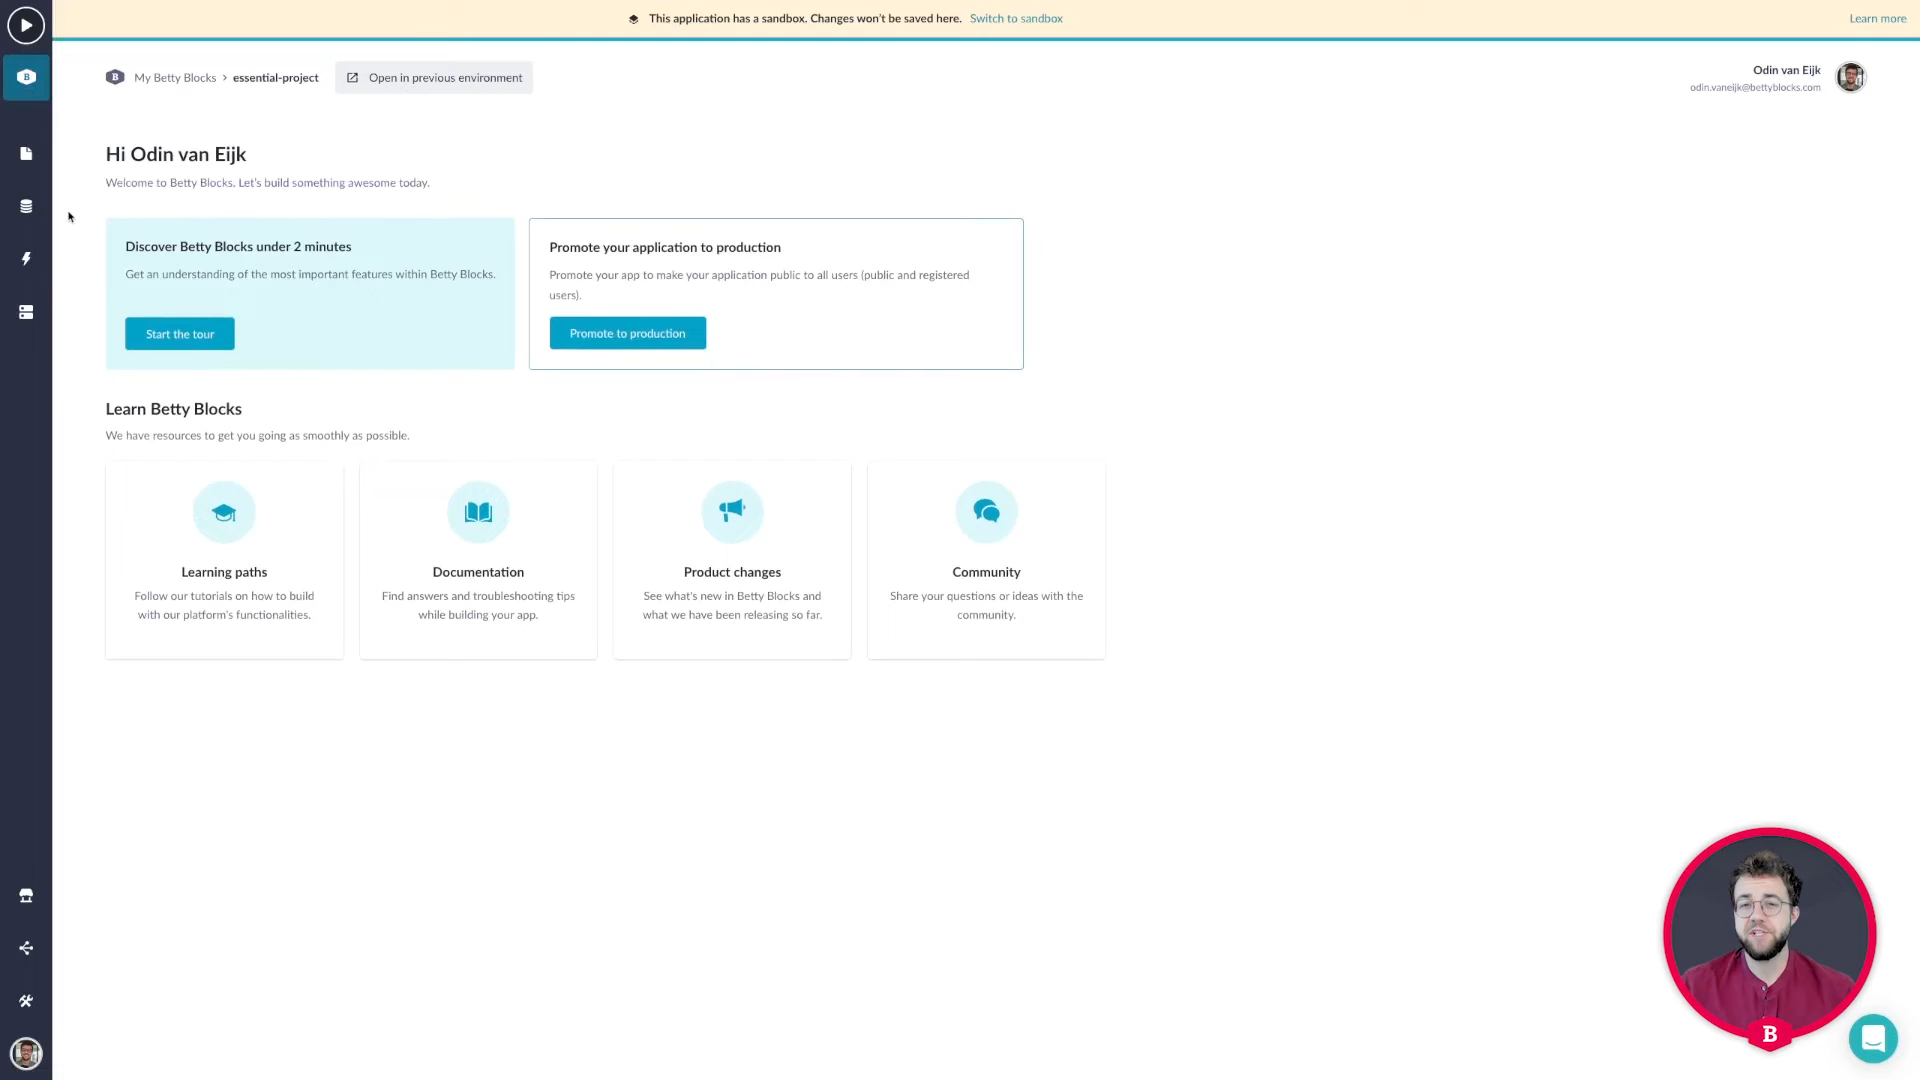 This application has a sandbox. Changes won't be saved here. Switch to sandbox
Learn more
B
B My Betty Blocks > essential-project
Open in previous environment
Odin van Eijk
odin.vaneijk@bettyblocks.com
Hi Odin van Eijk
Welcome to Betty Blocks. Let's build something awesome today.
Discover Betty Blocks under 2 minutes
Get an understanding of the most important features within Betty Blocks.
Start the tour
Promote your application to production
Promote your app to make your application public to all users (public and registered
users).
Promote to production
Learn Betty Blocks
We have resources to get you going as smoothly as possible.
Learning paths
Follow our tutorials on how to build
with our platform's functionalities.
Documentation
Find answers and troubleshooting tips
while building your app.
Product changes
See what's new in Betty Blocks and
what we have been releasing so far.
Community
Share your questions or ideas with the
community.
B